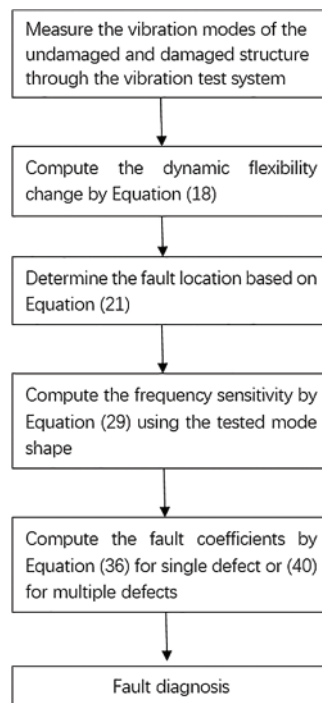 Measure the vibration modes of the
undamaged and damaged structure
through the vibration test system
Compute the dynamic flexibility
change by Equation (18)
Determine the fault location based on
Equation (21)
Compute the frequency sensitivity by
Equation (29) using the tested mode
shape
Compute the fault coefficients by
Equation (36) for single defect or (40)
for multiple defects
Fault diagnosis